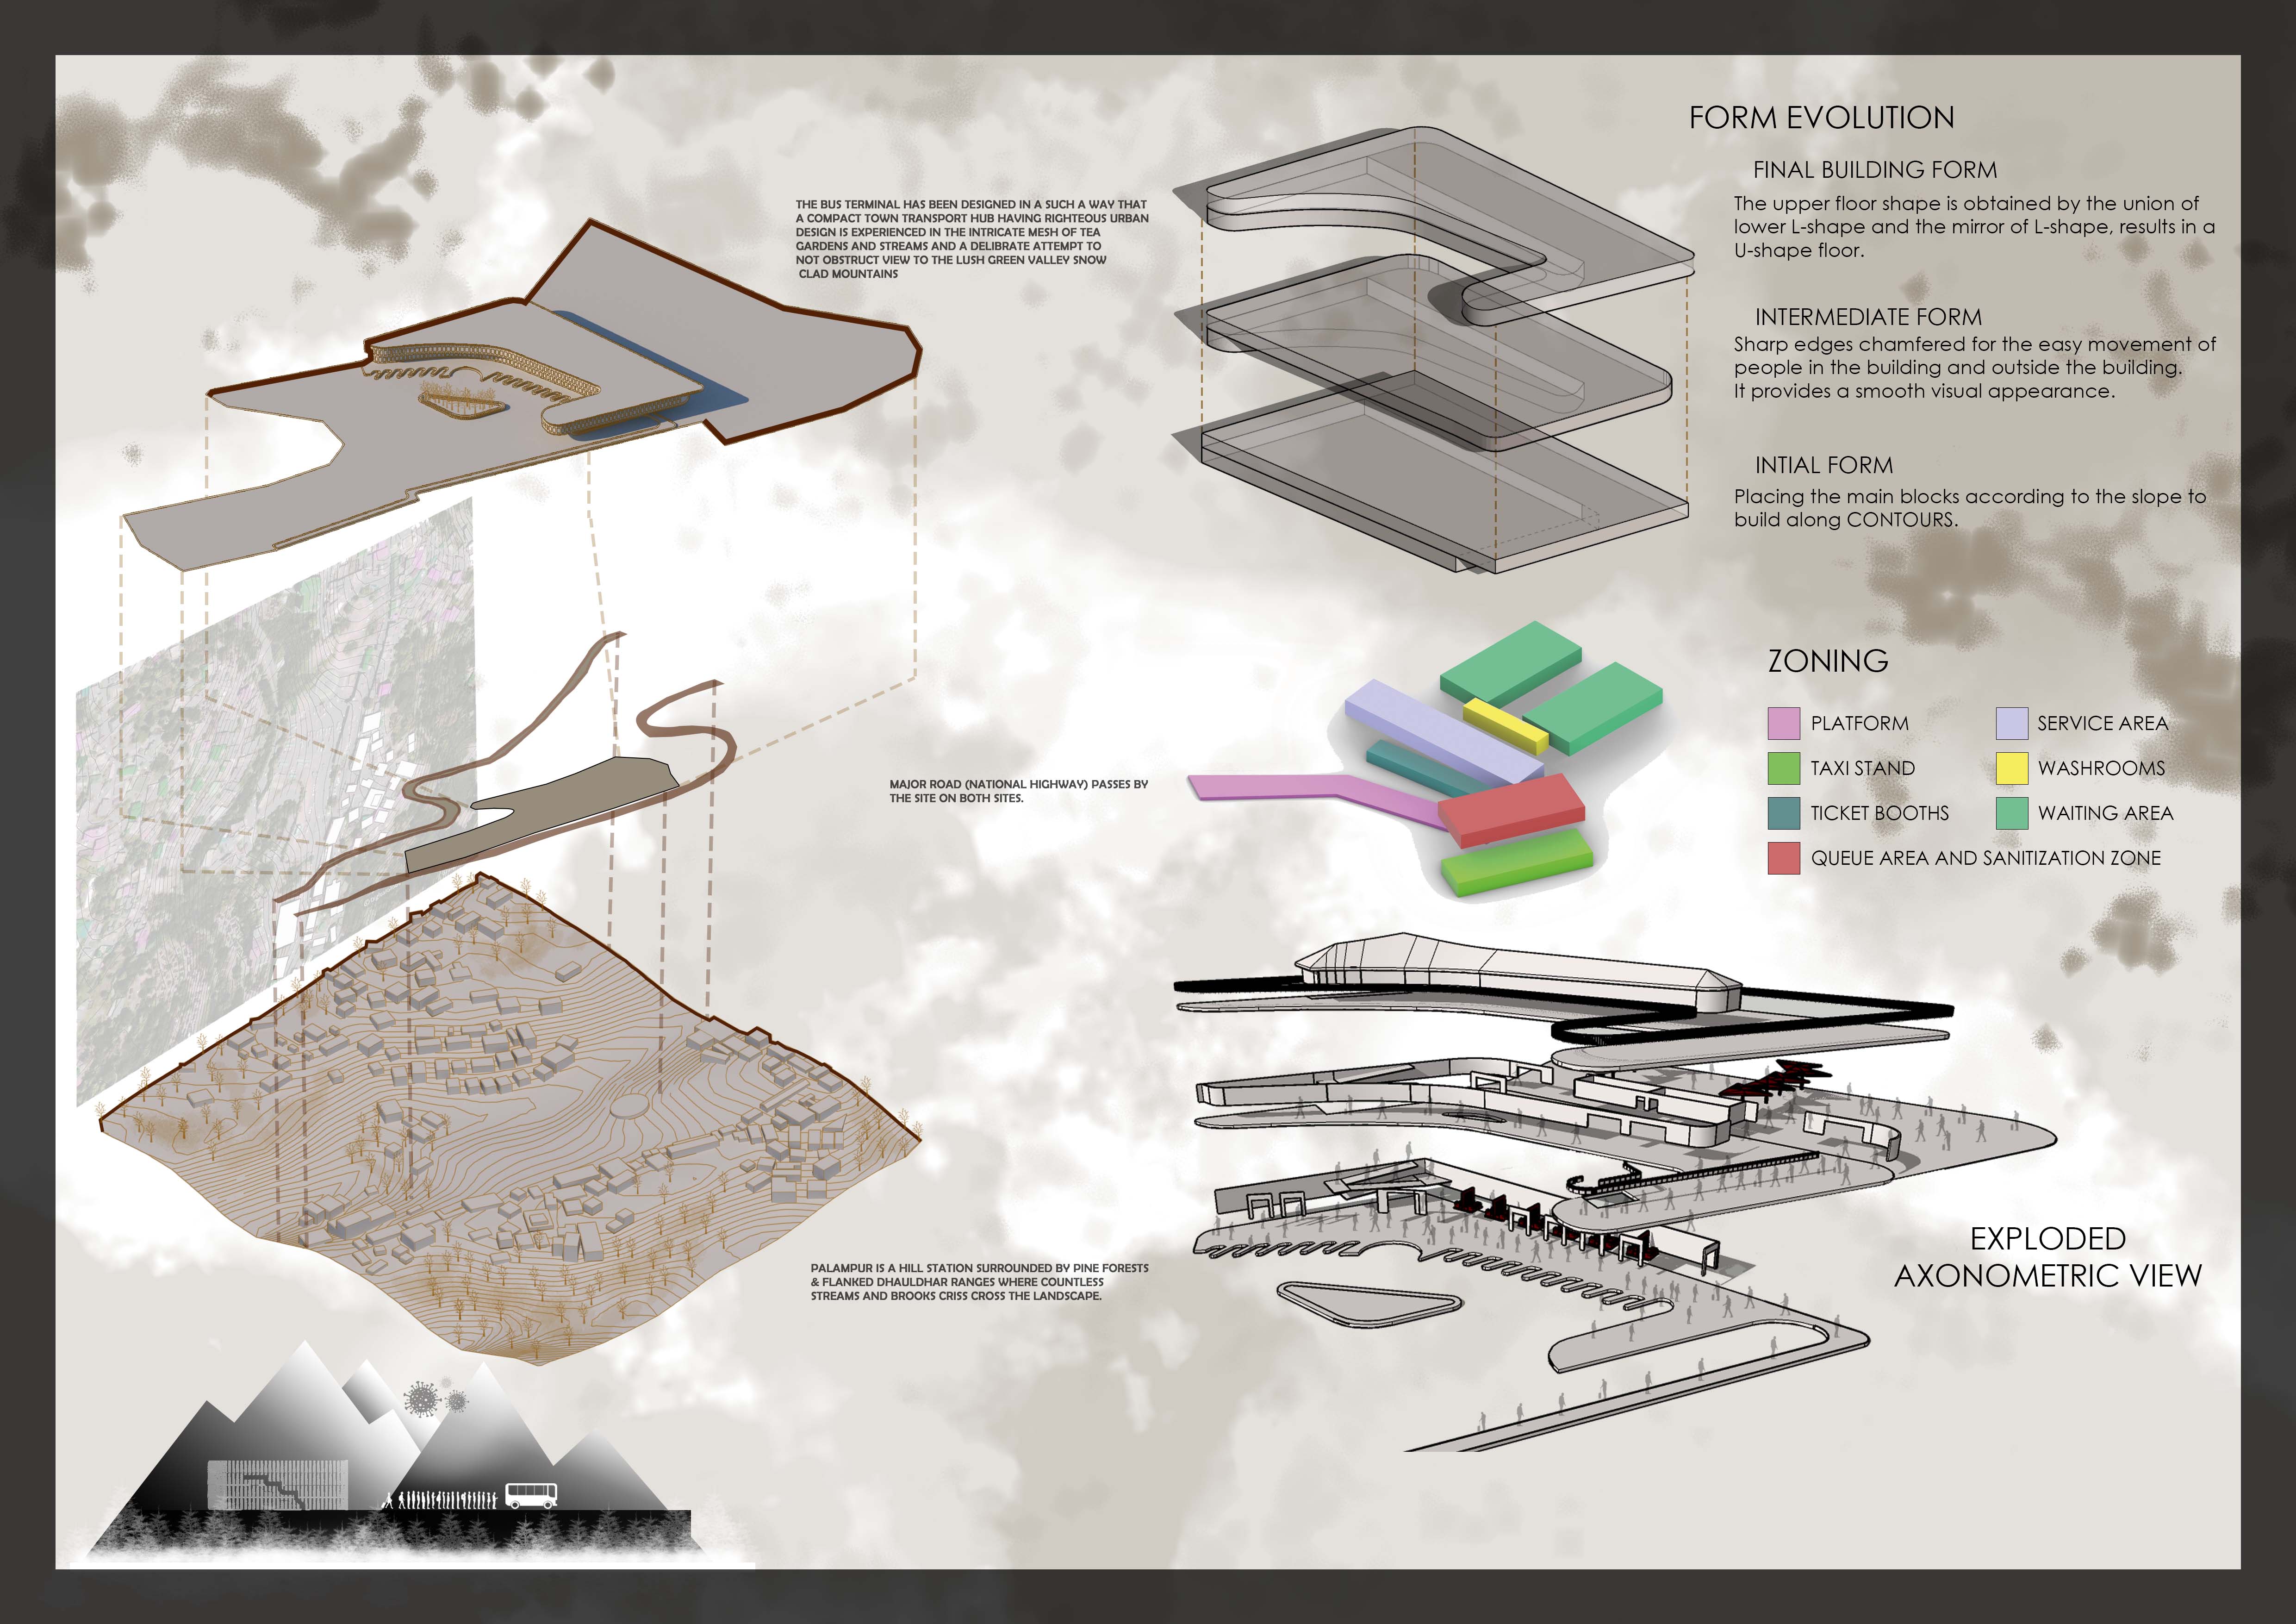 THE BUS TERMINAL HAS BEEN DESIGNED IN A SUCH A WAY THAT
A COMPACT TOWN TRANSPORT HUB HAVING RIGHTEOUS URBAN
DESIGN IS EXPERIENCED IN THE INTRICATE MESH OF TEA
GARDENS AND STREAMS AND A DELIBRATE ATTEMPT TO
NOT OBSTRUCT VIEW TO THE LUSH GREEN VALLEY SNOW
CLAD MOUNTAINS
MAJOR ROAD (NATIONAL HIGHWAY) PASSES BY
THE SITE ON BOTH SITES.
PALAMPUR IS A HILL STATION SURROUNDED BY PINE FORESTS
& FLANKED DHAULDHAR RANGES WHERE COUNTLESS
STREAMS AND BROOKS CRISS CROSS THE LANDSCAPE.
FORM EVOLUTION
FINAL BUILDING FORM
The upper floor shape is obtained by the union of
lower L-shape and the mirror of L-shape, results in a
U-shape floor.
INTERMEDIATE FORM
Sharp edges chamfered for the easy movement of
people in the building and outside the building.
It provides a smooth visual appearance.
INTIAL FORM
Placing the main blocks according to the slope to
build along CONTOURS.
ZONING
PLATFORM
SERVICE AREA
TAXI STAND
WASHROOMS
TICKET BOOTHS
WAITING AREA
QUEUE AREA AND SANITIZATION ZONE
EXPLODED
AXONOMETRIC VIEW